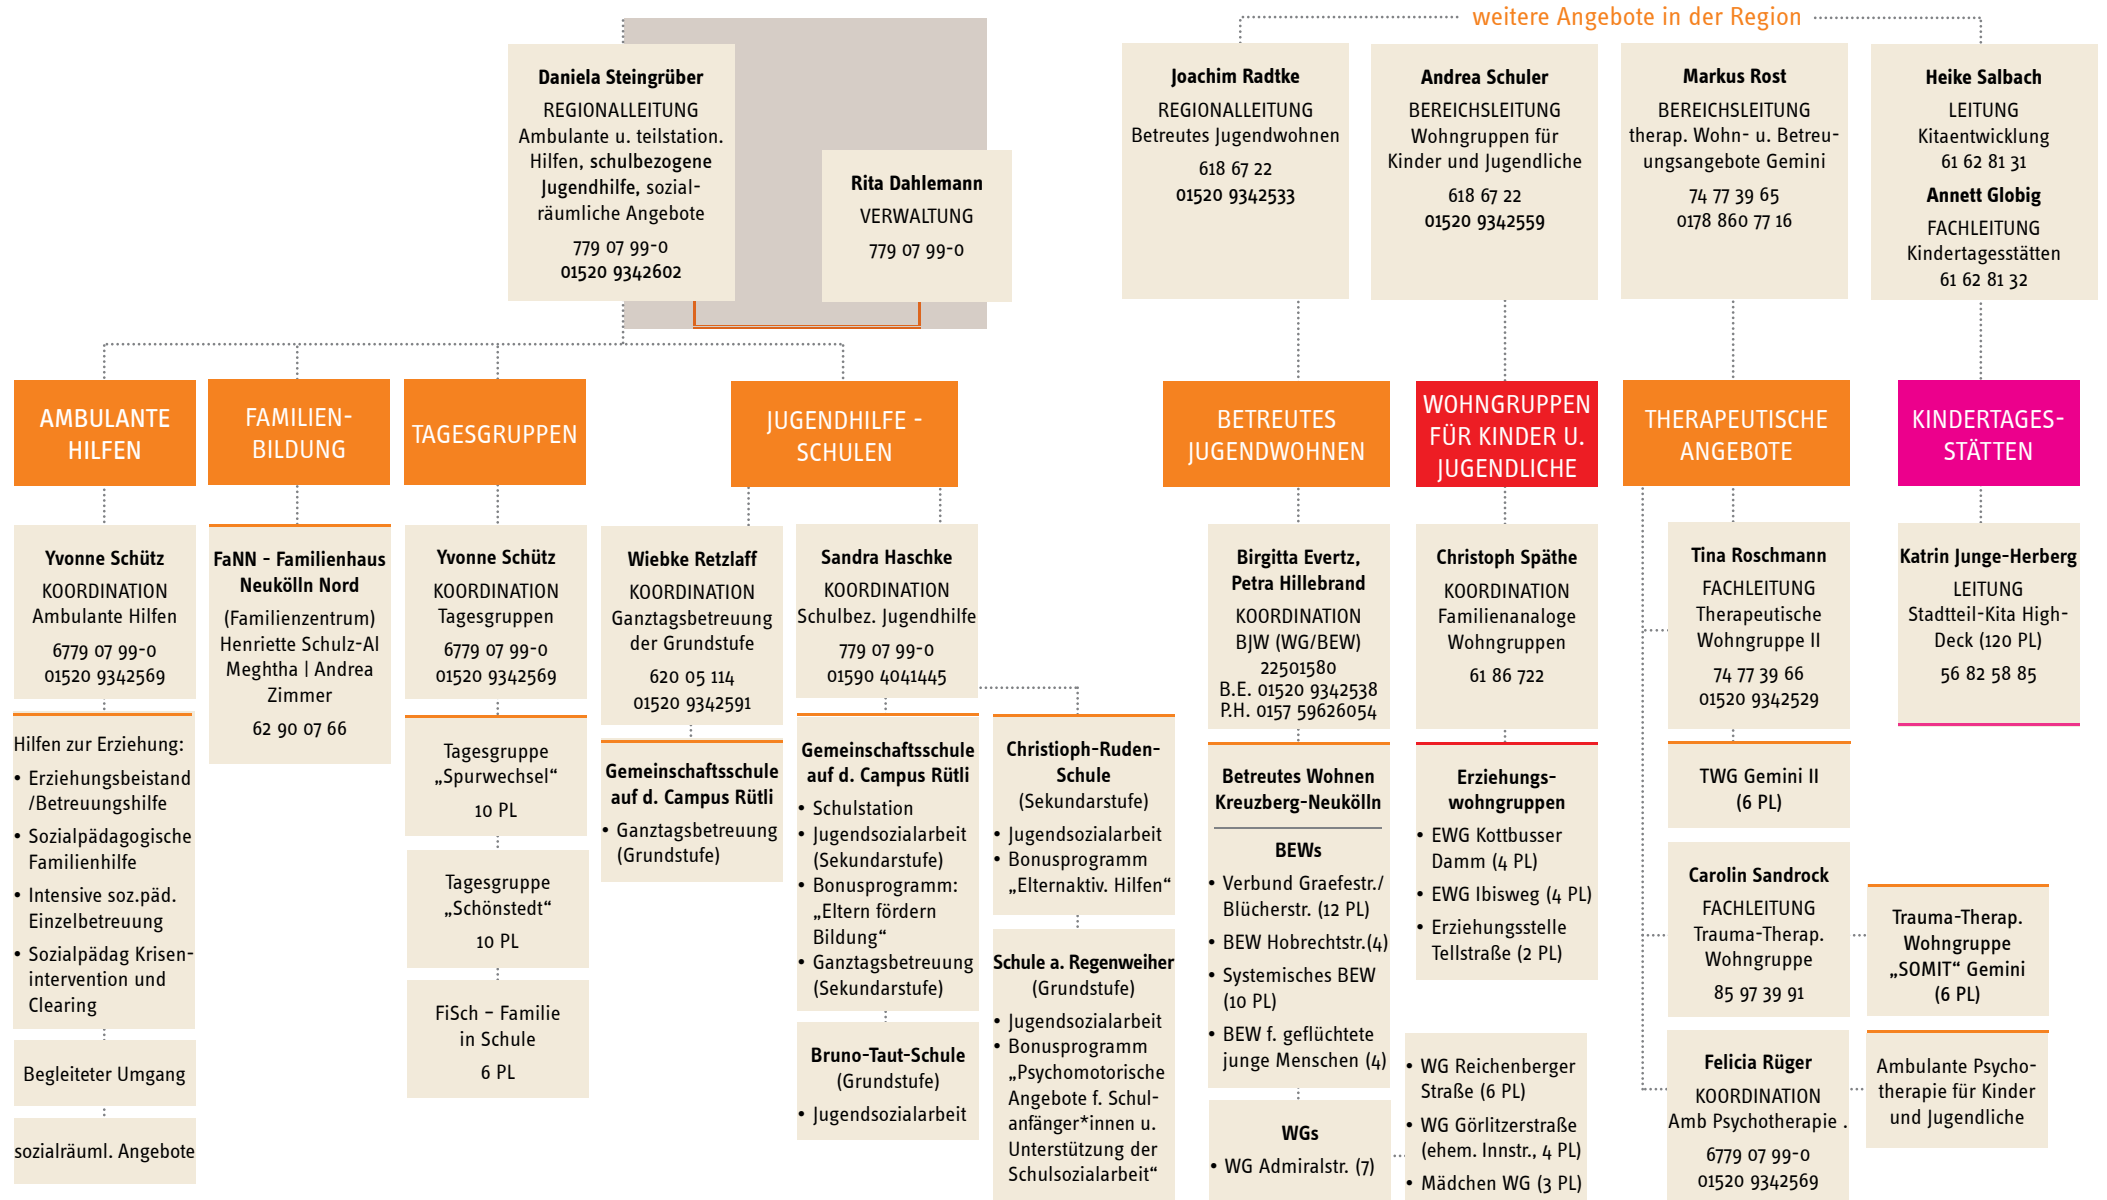 weitere Angebote in der Region
Daniela Steingrüber
REGIONALLEITUNG
Ambulante u. teilstation.
Hilfen, schulbezogene
Jugendhilfe, sozial-
räumliche Angebote
779 07 99-0
01520 9342602
Rita Dahlemann
VERWALTUNG
779 07 99-0
Joachim Radtke
REGIONALLEITUNG
Betreutes Jugendwohnen
618 67 22
01520 9342533
Andrea Schuler
BEREICHSLEITUNG
Wohngruppen für
Kinder und Jugendliche
618 67 22
01520 9342559
Markus Rost
BEREICHSLEITUNG
therap. Wohn- u. Betreu-
ungsangebote Gemini
74 77 39 65
0178 860 77 16
Heike Salbach
LEITUNG
Kitaentwicklung
61 62 81 31
Annett Globig
FACHLEITUNG
Kindertagesstätten
61 62 81 32
AMBULANTE
HILFEN
FAMILIEN-
BILDUNG
TAGESGRUPPEN
JUGENDHILFE -
SCHULEN
BETREUTES
JUGENDWOHNEN
WOHNGRUPPEN
FÜR KINDER U.
JUGENDLICHE
THERAPEUTISCHE
ANGEBOTE
KINDERTAGES-
STÄTTEN
Yvonne Schütz
KOORDINATION
Ambulante Hilfen
6779 07 99-0
01520 9342569
Hilfen zur Erziehung:
• Erziehungsbeistand
/Betreuungshilfe
• Sozialpädagogische
Familienhilfe
• Intensive soz.päd.
Einzelbetreuung
• Sozialpädag Krisen-
intervention und
Clearing
Begleiteter Umgang
sozialräuml. Angebote
FaNN - Familienhaus
Neukölln Nord
(Familienzentrum)
Henriette Schulz-Al
Meghtha | Andrea
Zimmer
62 90 07 66
Yvonne Schütz
KOORDINATION
Tagesgruppen
6779 07 99-0
01520 9342569
Tagesgruppe
„Spurwechsel“
10 PL
Tagesgruppe
„Schönstedt“
10 PL
FiSch – Familie
in Schule
6 PL
Wiebke Retzlaff
KOORDINATION
Ganztagsbetreuung
der Grundstufe
620 05 114
01520 9342591
Gemeinschaftsschule
auf d. Campus Rütli
• Ganztagsbetreuung
(Grundstufe)
Sandra Haschke
KOORDINATION
Schulbez. Jugendhilfe
779 07 99-0
01590 4041445
Gemeinschaftsschule
auf d. Campus Rütli
• Schulstation
• Jugendsozialarbeit
(Sekundarstufe)
• Bonusprogramm:
„Eltern fördern
Bildung“
• Ganztagsbetreuung
(Sekundarstufe)
Bruno-Taut-Schule
(Grundstufe)
• Jugendsozialarbeit
Christioph-Ruden-
Schule
(Sekundarstufe)
• Jugendsozialarbeit
• Bonusprogramm
„Elternaktiv. Hilfen“
Schule a. Regenweiher
(Grundstufe)
• Jugendsozialarbeit
• Bonusprogramm
„Psychomotorische
Angebote f. Schul-
anfänger*innen u.
Unterstützung der
Schulsozialarbeit“
Birgitta Evertz,
Petra Hillebrand
KOORDINATION
BJW (WG/BEW)
22501580
B.E. 01520 9342538
P.H. 0157 59626054
Betreutes Wohnen
Kreuzberg-Neukölln
BEWs
• Verbund Graefestr./
Blücherstr. (12 PL)
• BEW Hobrechtstr.(4)
• Systemisches BEW
(10 PL)
• BEW f. geflüchtete
junge Menschen (4)
WGs
• WG Admiralstr. (7)
• WG Reichenberger
Straße (6 PL)
• WG Görlitzerstraße
(ehem. Innstr., 4 PL)
• Mädchen WG (3 PL)
Christoph Späthe
KOORDINATION
Familienanaloge
Wohngruppen
61 86 722
Erziehungs-
wohngruppen
• EWG Kottbusser
Damm (4 PL)
• EWG Ibisweg (4 PL)
• Erziehungsstelle
Tellstraße (2 PL)
Tina Roschmann
FACHLEITUNG
Therapeutische
Wohngruppe II
74 77 39 66
01520 9342529
TWG Gemini II
(6 PL)
Carolin Sandrock
FACHLEITUNG
Trauma-Therap.
Wohngruppe
85 97 39 91
Trauma-Therap.
Wohngruppe
„SOMIT“ Gemini
(6 PL)
Felicia Rüger
KOORDINATION
Amb Psychotherapie .
6779 07 99-0
01520 9342569
Ambulante Psycho-
therapie für Kinder
und Jugendliche
Katrin Junge-Herberg
LEITUNG
Stadtteil-Kita High-
Deck (120 PL)
56 82 58 85